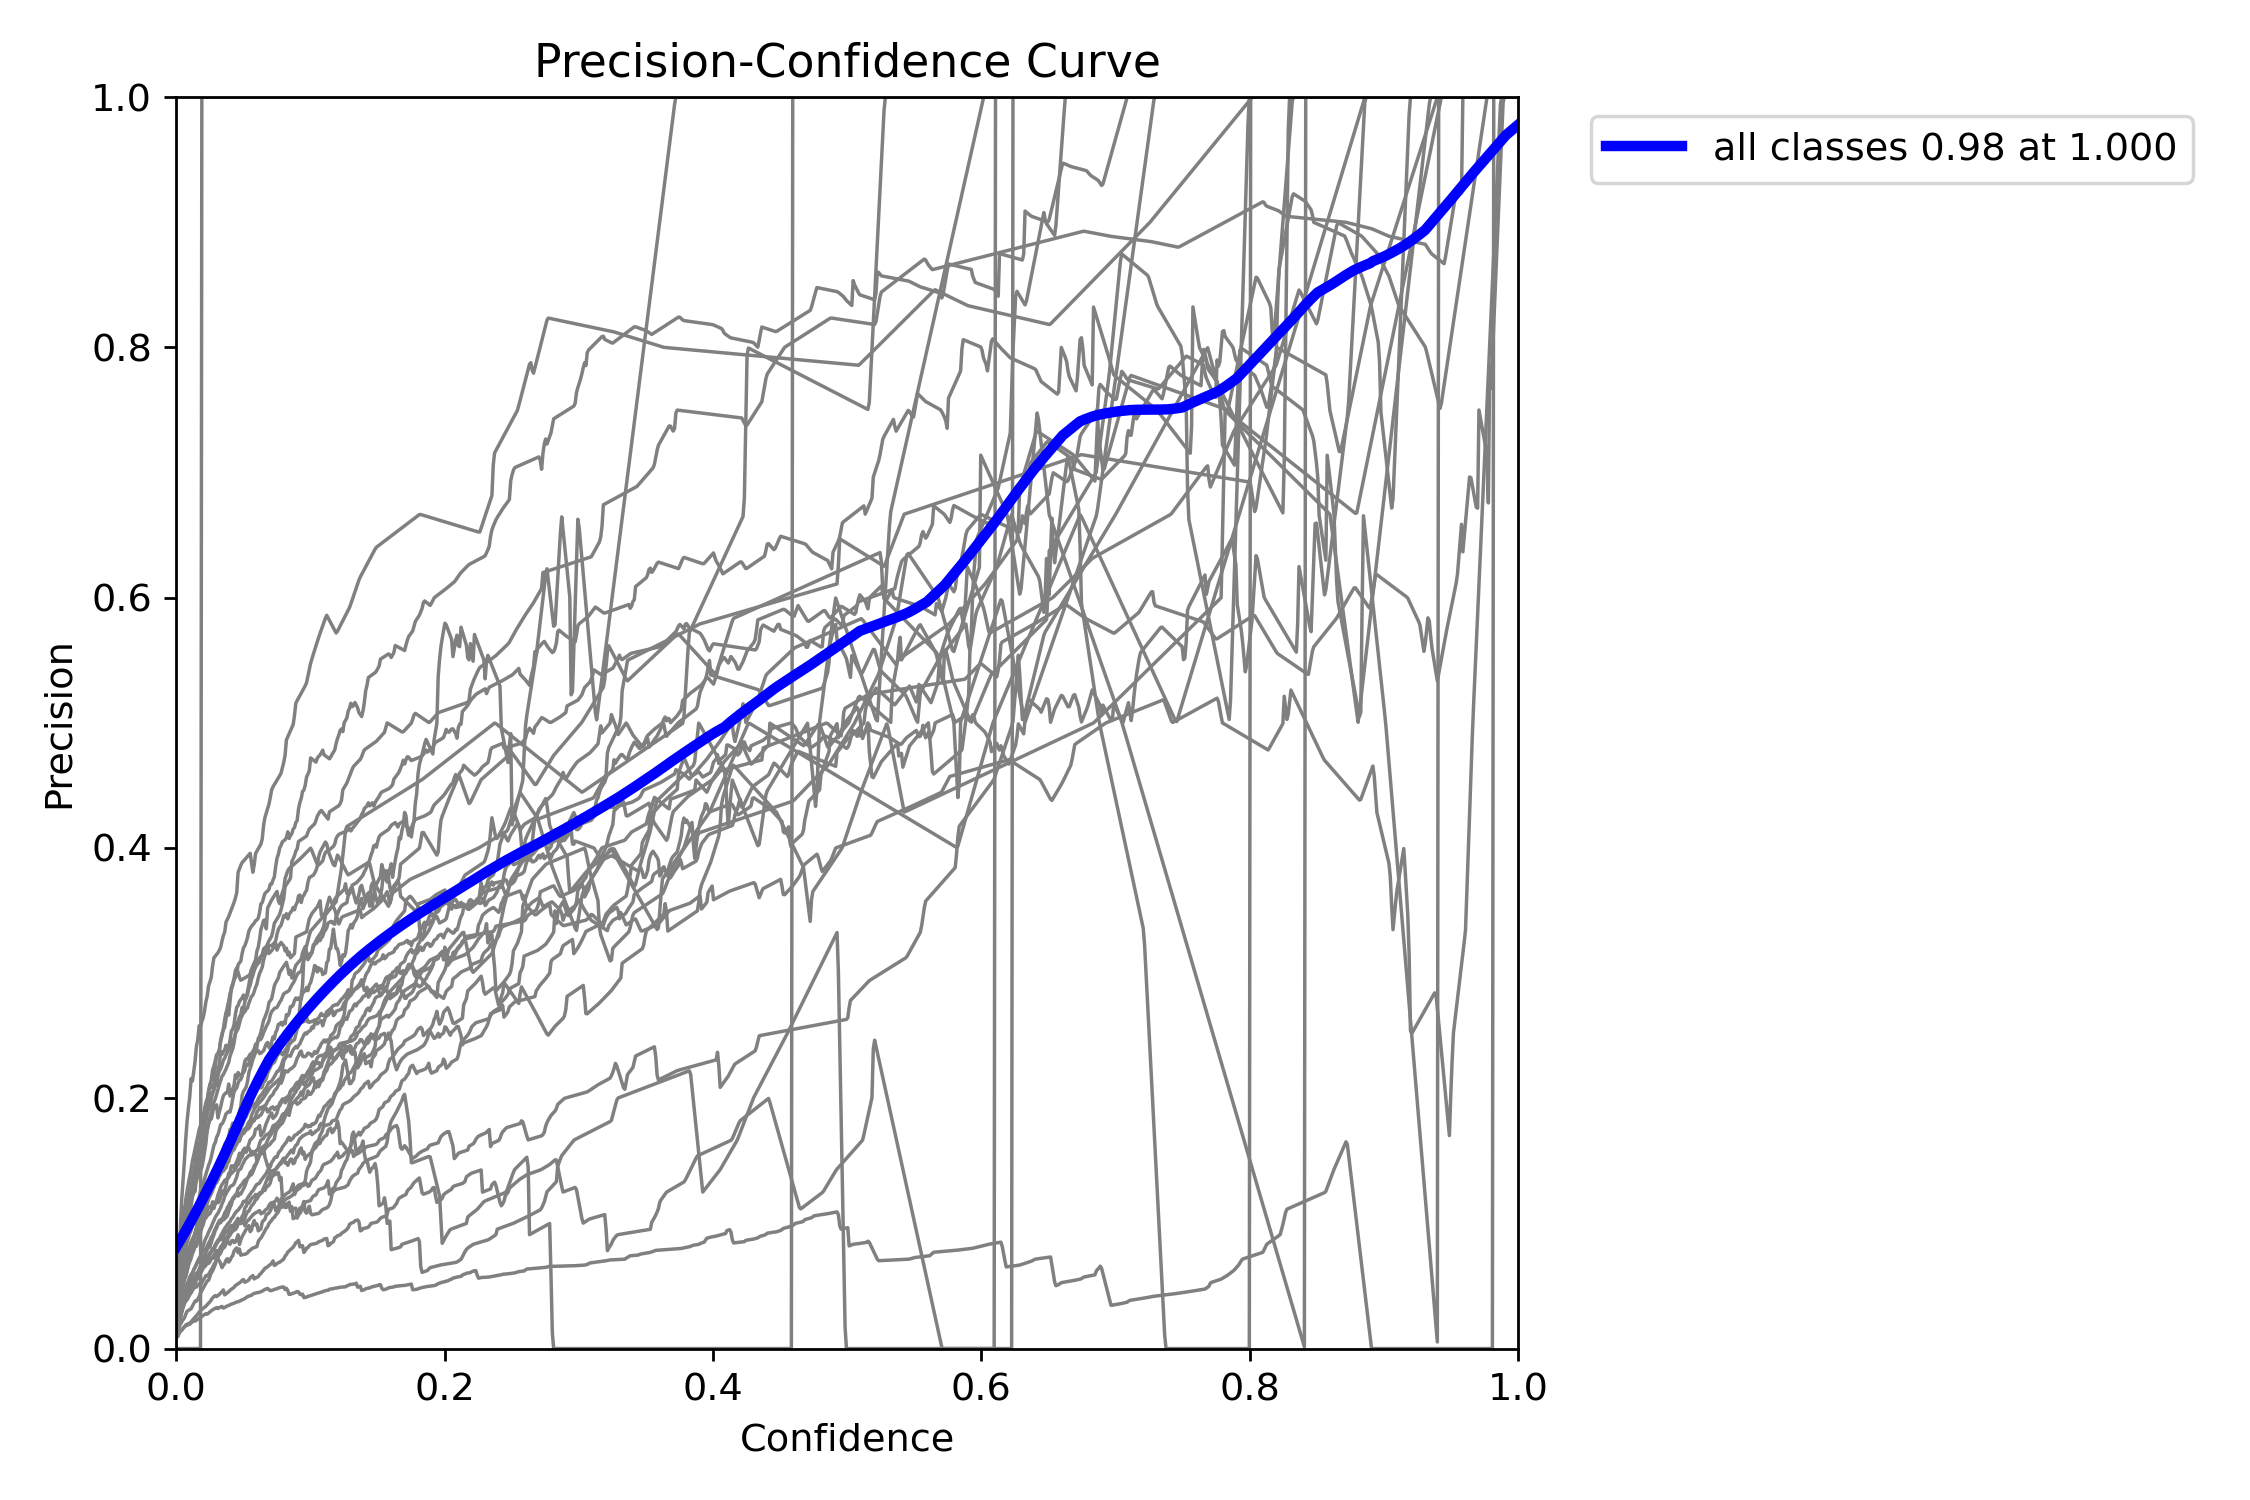 Precision-Confidence Curve
all classes 0.98 at 1.000
Precision
1.0
0.8
0.6
0.4
0.2
0.0
0.0 0.2 0.4 0.6 0.8 1.0
Confidence